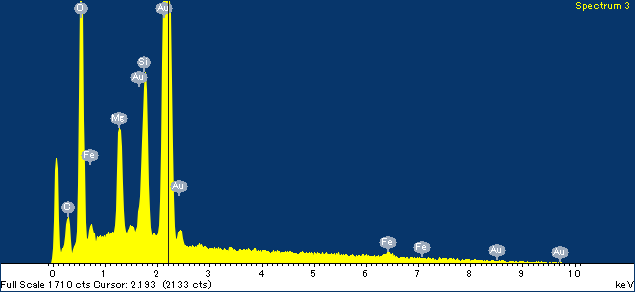 Spectrum 3
O Au
Si
Au
Mg
Fe
Au
O
Fe Fe Au Au
0 1 2 3 4 5 6 7 8 9 10
Full Scale 1710 cts Cursor: 2.193 (2133 cts) keV